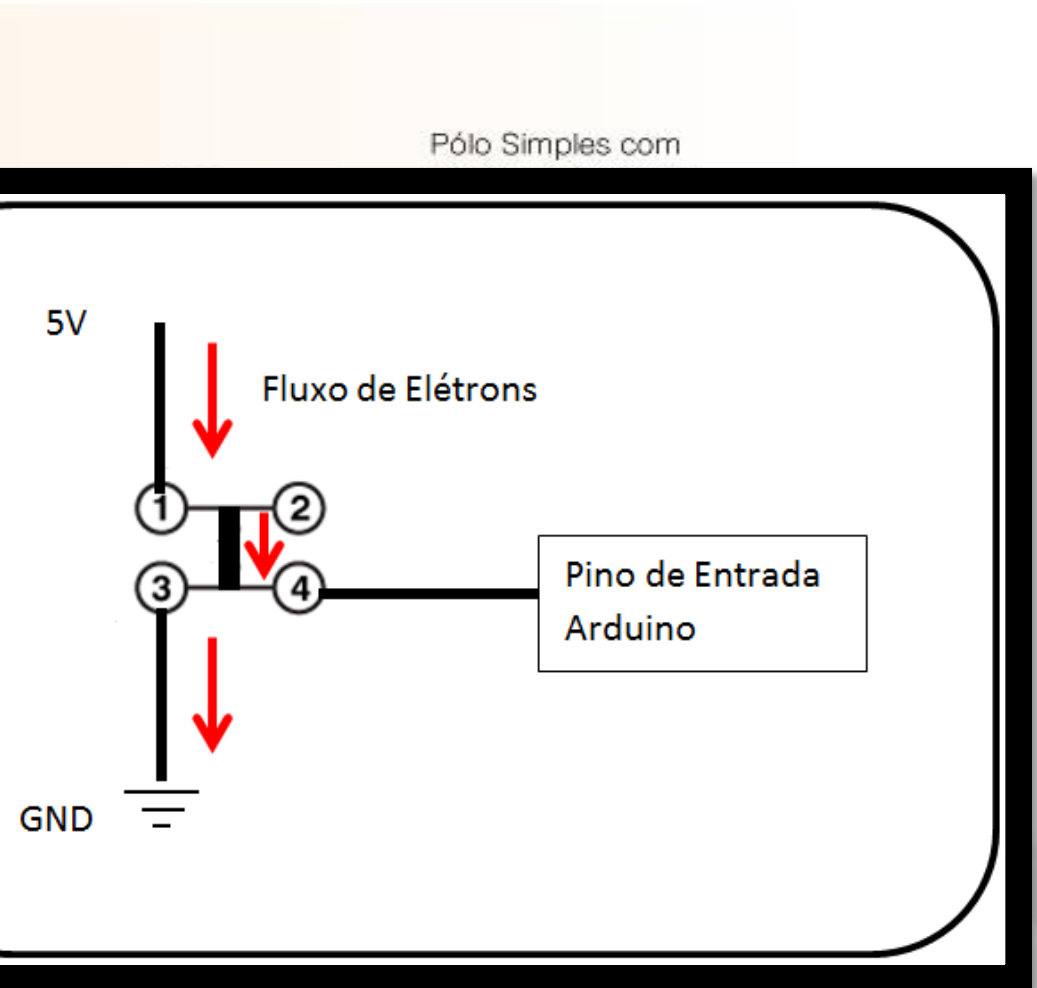 Pólo Simples com
5V
Fluxo de Elétrons
1
2
3
4
Pino de Entrada
Arduino
GND